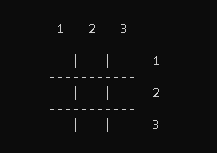 1 2 3
| | 1
-----------
| | 2
-----------
| | 3